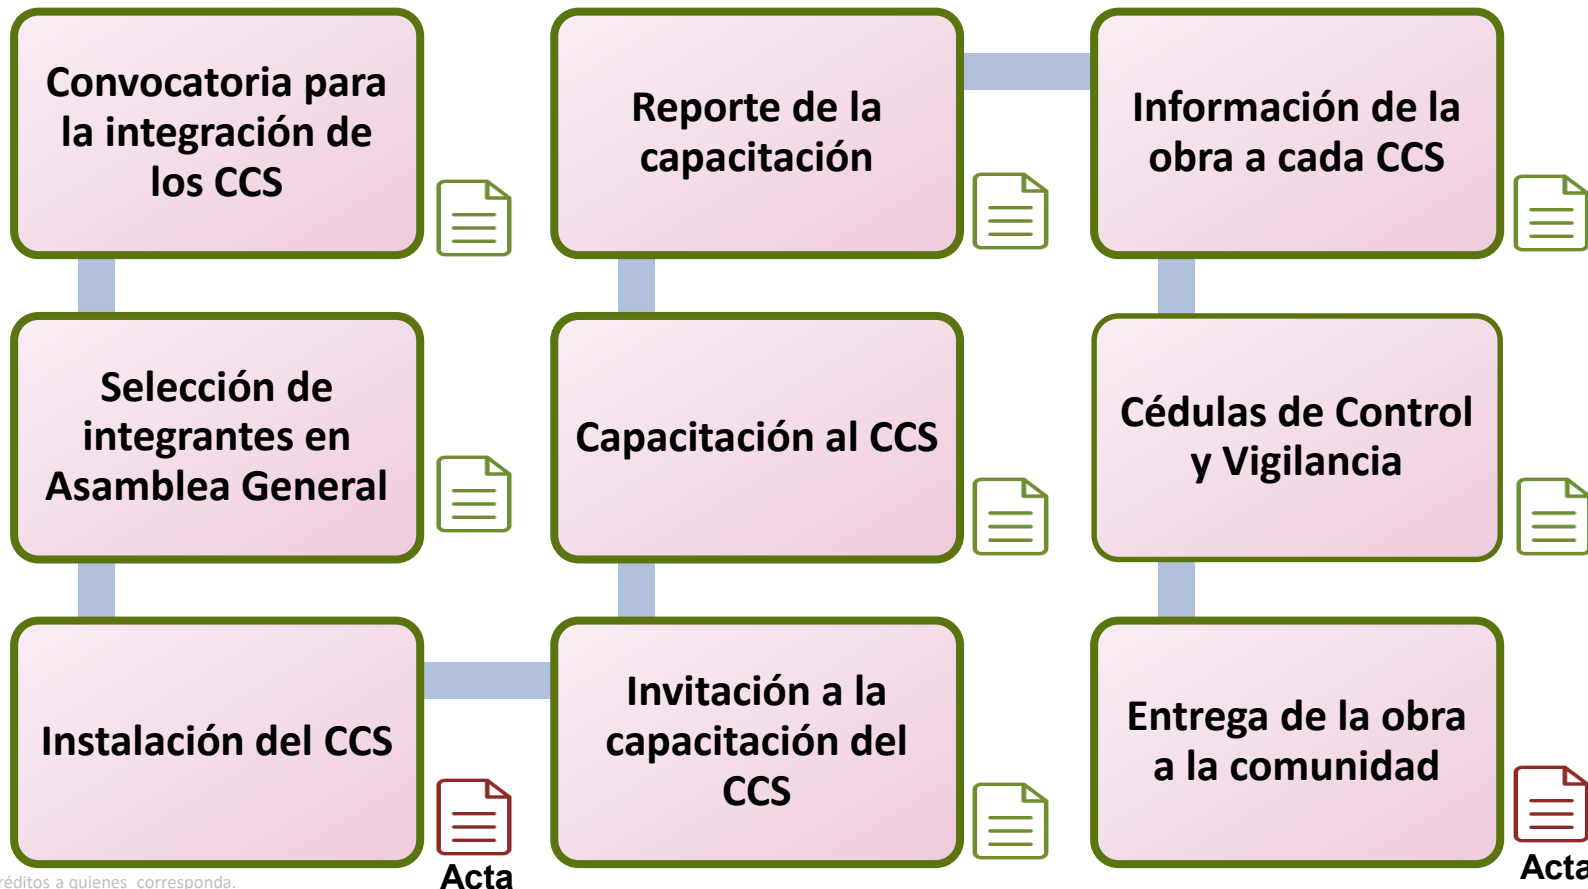 Convocatoria para
la integración de
los CCS
Selección de
integrantes en
Asamblea General
Instalación del CCS
Acta
Invitación a la
capacitación del
CCS
Capacitación al CCS
Reporte de la
capacitación
Información de la
obra a cada CCS
Cédulas de Control
y Vigilancia
Entrega de la obra
a la comunidad
Acta
réditos a quienes corresponda.